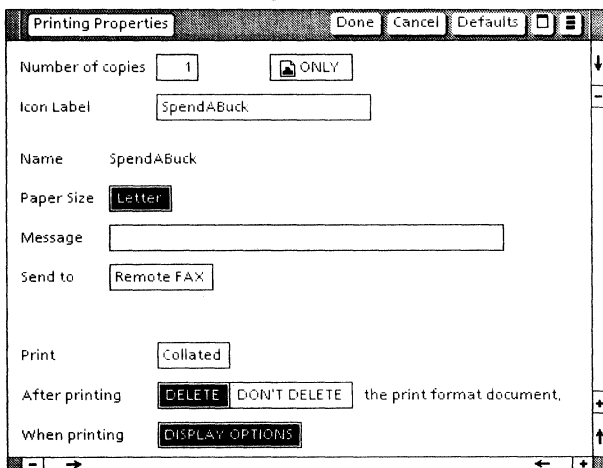 Printing Properties Done Cancel Defaults
Number of copies 1 ONLY
Icon Label SpendABuck
Name SpendABuck
Paper Size Letter
Message
Send to Remote FAX
Print Collated
After printing DELETE DON'T DELETE the print format document,
When printing DISPLAY OPTIONS